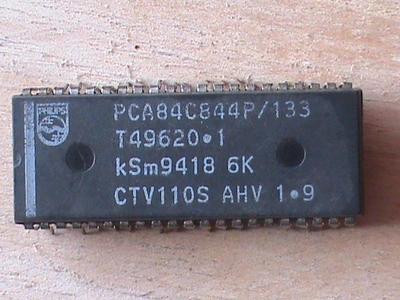 PHILIPS
PCA84C844P/133
T49620•1
kSm9418 6K
CTV110S AHV 1•9